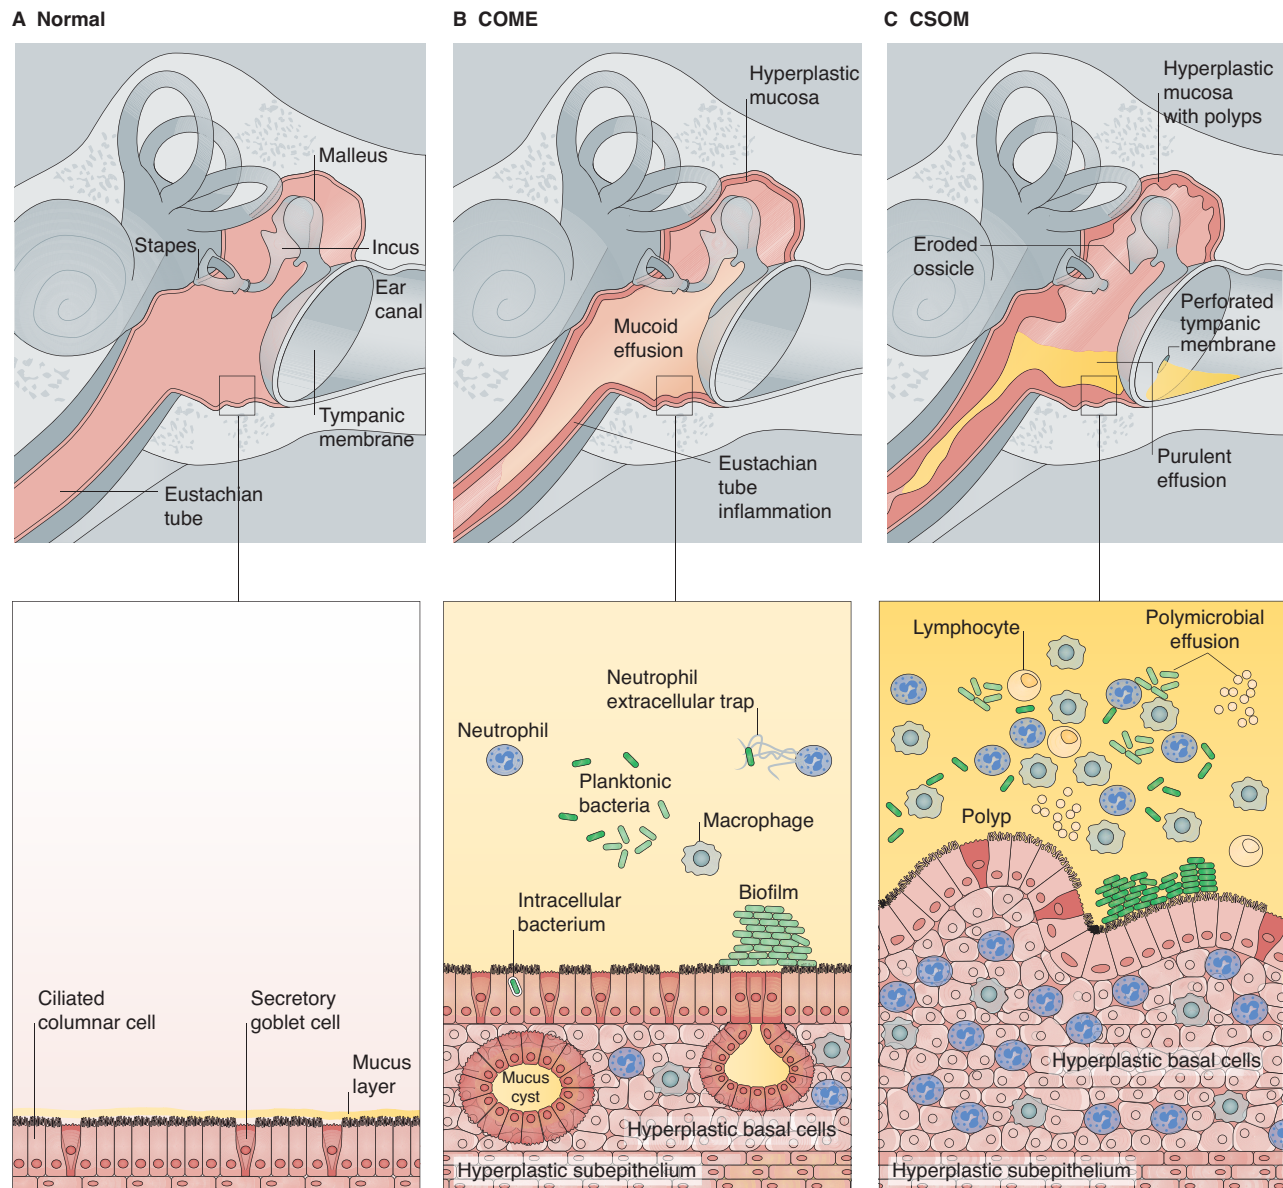 A Normal
Malleus
Stapes
Incus
Ear
canal
Tympanic
membrane
Eustachian
tube
Ciliated
columnar cell
Secretory
goblet cell
Mucus
layer
B COME
Hyperplastic
mucosa
Mucoid
effusion
Eustachian
tube
inflammation
Neutrophil
extracellular trap
Neutrophil
Planktonic
bacteria
Macrophage
Intracellular
bacterium
Biofilm
Mucus
cyst
Hyperplastic basal cells
Hyperplastic subepithelium
C CSOM
Hyperplastic
mucosa
with polyps
Eroded
ossicle
Perforated
tympanic
membrane
Purulent
effusion
Lymphocyte
Polymicrobial
effusion
Polyp
Hyperplastic basal cells
Hyperplastic subepithelium